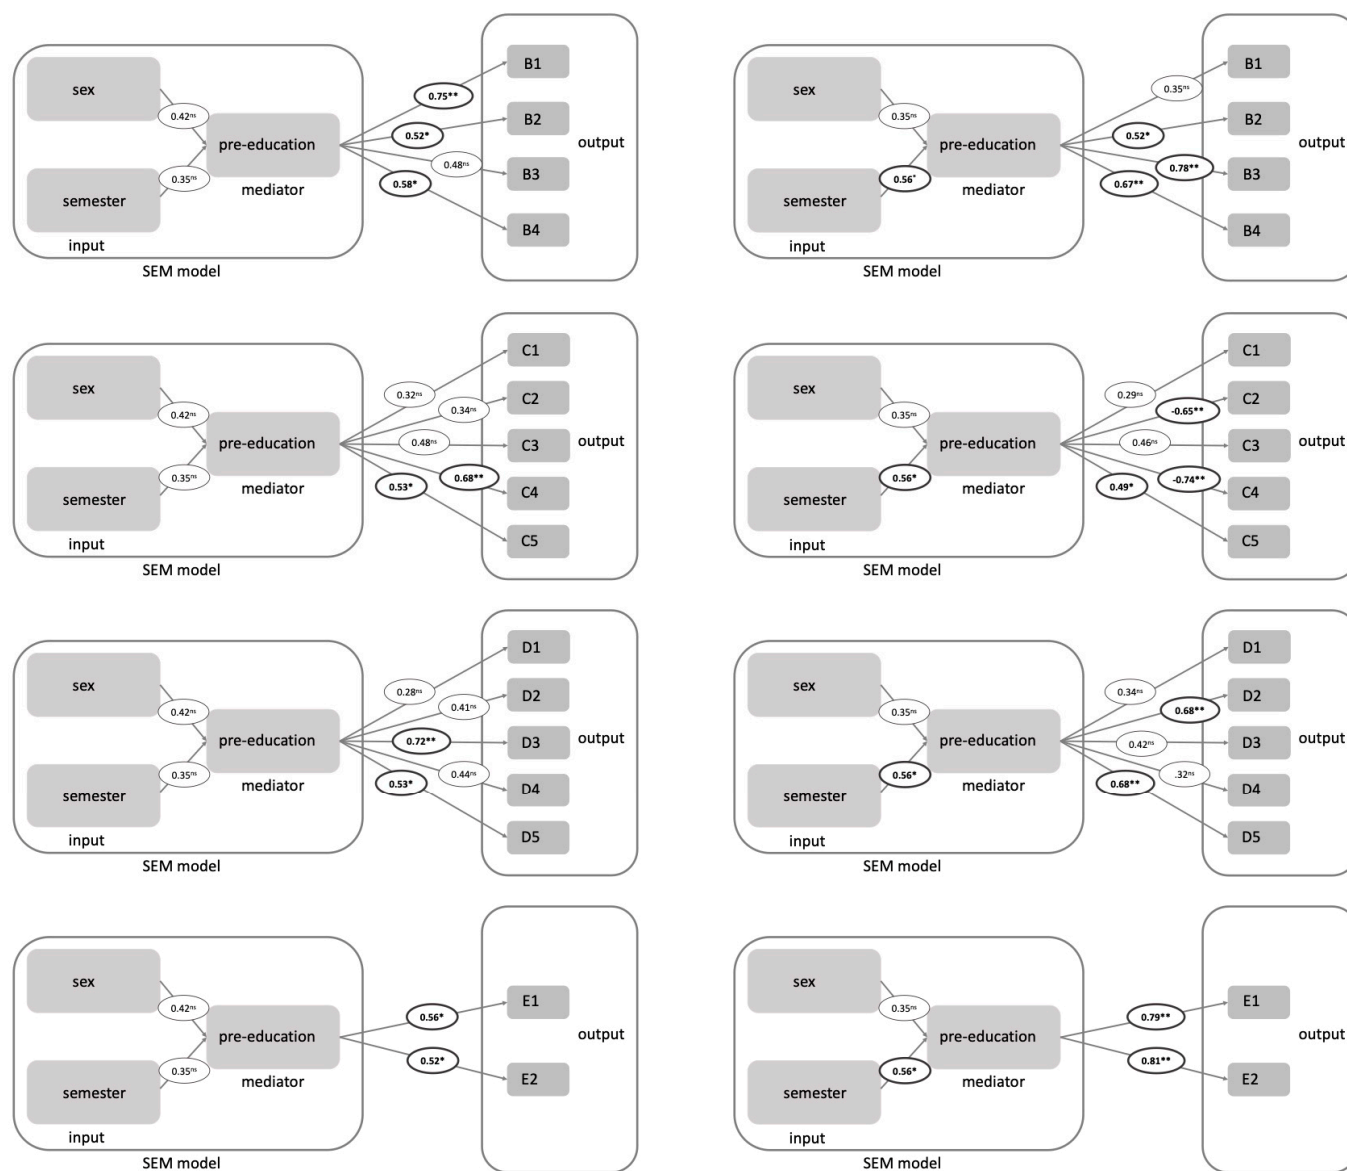 sex
semester
input
0.42ns
0.35ns
pre-education
mediator
SEM model
0.75**
0.52*
0.48ns
0.58*
B1
B2
B3
B4
output
sex
semester
input
0.35ns
0.56*
pre-education
mediator
SEM model
0.35ns
0.52*
0.78**
0.67**
B1
B2
B3
B4
output
sex
semester
input
0.42ns
0.35ns
pre-education
mediator
SEM model
0.32ns
0.34ns
0.48ns
0.68**
0.53*
C1
C2
C3
C4
C5
output
sex
semester
input
0.35ns
0.56*
pre-education
mediator
SEM model
0.29ns
-0.65**
0.46ns
-0.74**
0.49*
C1
C2
C3
C4
C5
output
sex
semester
input
0.42ns
0.35ns
pre-education
mediator
SEM model
0.28ns
0.41ns
0.72**
0.44ns
0.53*
D1
D2
D3
D4
D5
output
sex
semester
input
0.35ns
0.56*
pre-education
mediator
SEM model
0.34ns
0.68**
0.42ns
.32ns
0.68**
D1
D2
D3
D4
D5
output
sex
semester
input
0.42ns
0.35ns
pre-education
mediator
SEM model
0.56*
0.52*
E1
E2
output
sex
semester
input
0.35ns
0.56*
pre-education
mediator
SEM model
0.79**
0.81**
E1
E2
output